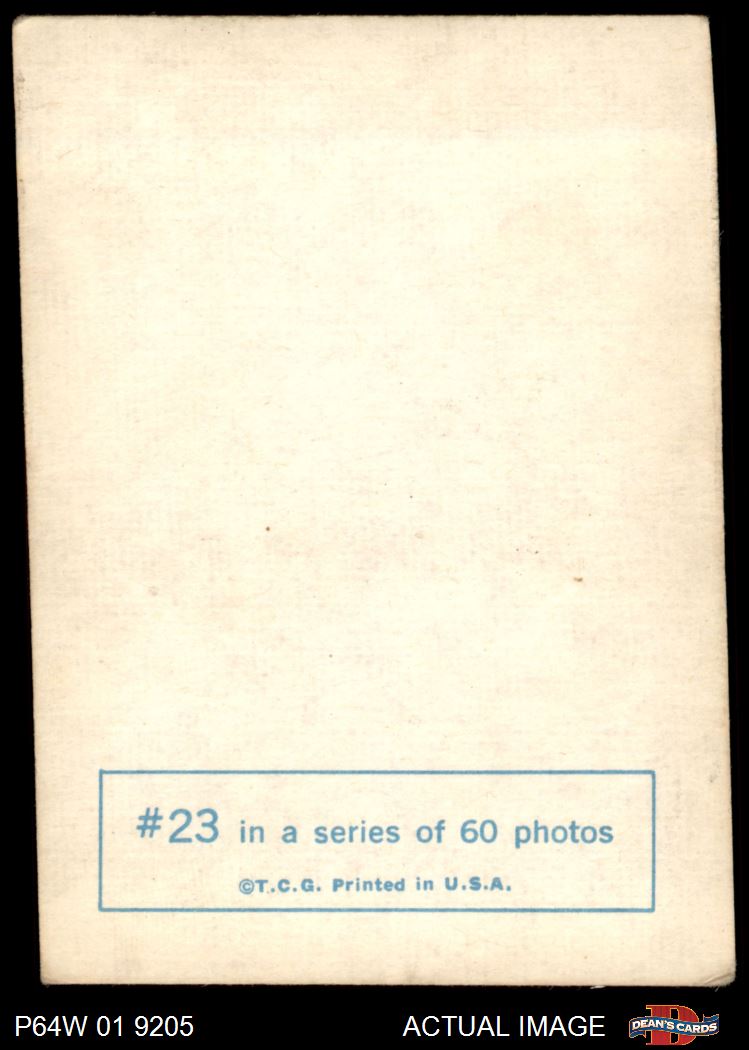 #23 in a series of 60 photos
©T.C.G. Printed in U.S.A.
P64W 01 9205
ACTUAL IMAGE
D
DEAN'S CARDS